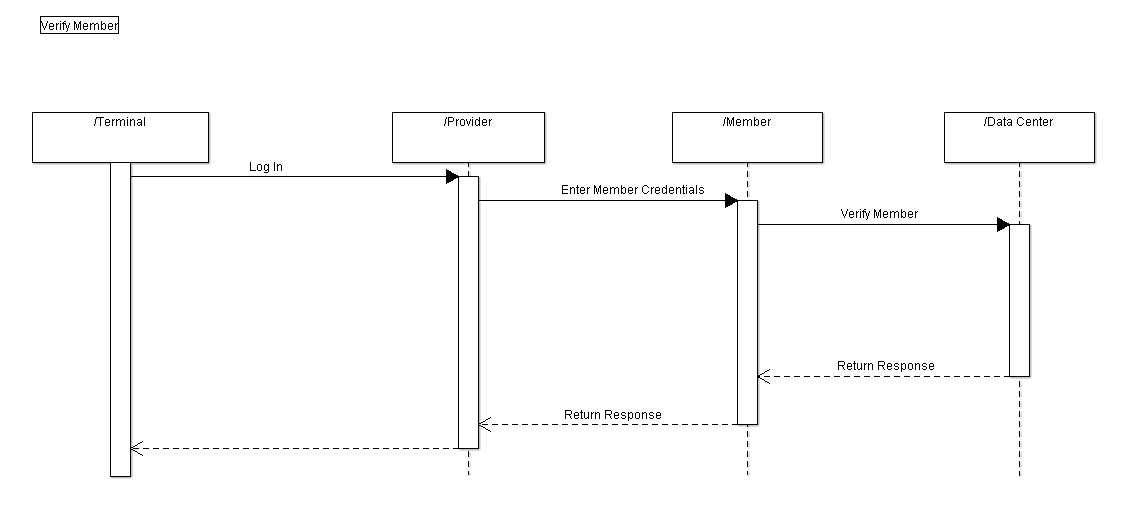 Verify Member
/Terminal
/Provider
/Member
/Data Center
Log In
Enter Member Credentials
Verify Member
Return Response
Return Response